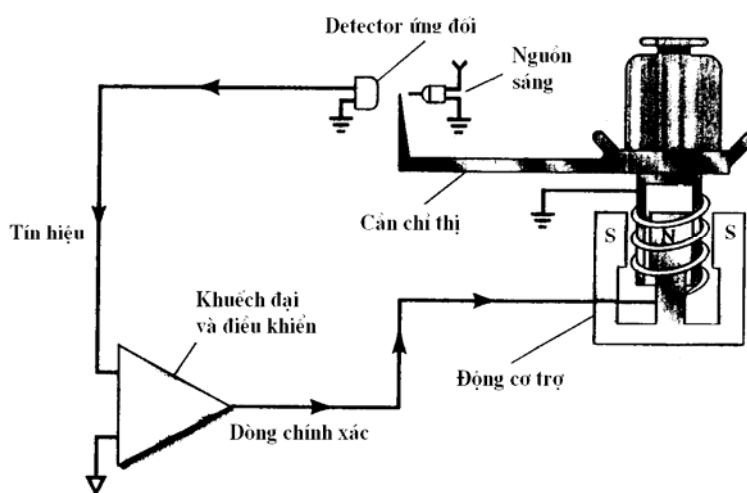 Detector ứng đối
Nguồn
sáng
Cần chỉ thị
S
N
S
Tín hiệu
Khuếch đại
và điều khiển
Động cơ trợ
Dòng chính xác